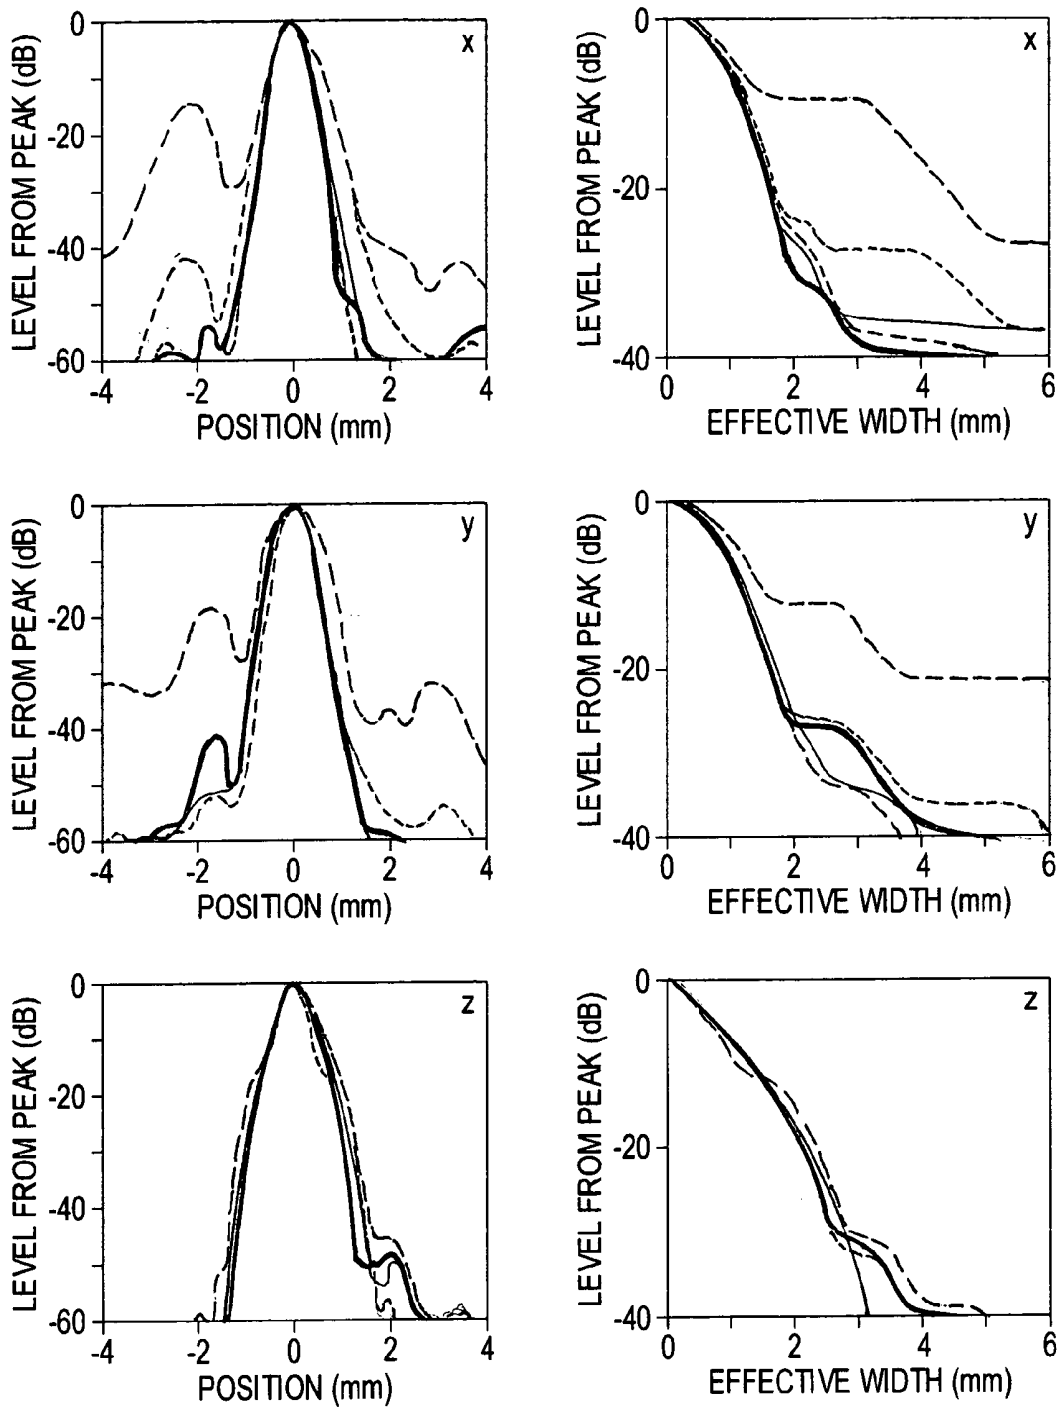 LEVEL FROM PEAK (dB)
0
-20
-40
-60
x
-4 -2 0 2 4
POSITION (mm)
LEVEL FROM PEAK (dB)
0
-20
-40
x
0 2 4 6
EFFECTIVE WIDTH (mm)
LEVEL FROM PEAK (dB)
0
-20
-40
-60
y
-4 -2 0 2 4
POSITION (mm)
LEVEL FROM PEAK (dB)
0
-20
-40
y
0 2 4 6
EFFECTIVE WIDTH (mm)
LEVEL FROM PEAK (dB)
0
-20
-40
-60
z
-4 -2 0 2 4
POSITION (mm)
LEVEL FROM PEAK (dB)
0
-20
-40
z
0 2 4 6
EFFECTIVE WIDTH (mm)